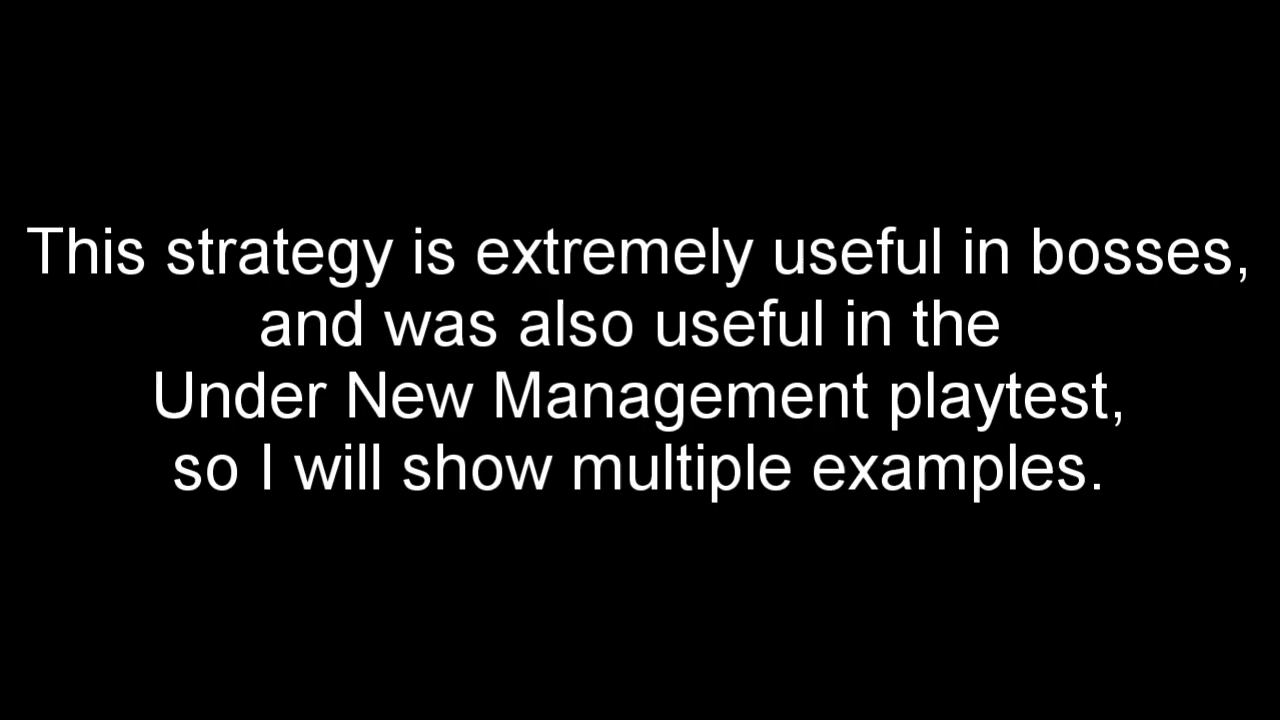 This strategy is extremely useful in bosses,
and was also useful in the
Under New Management playtest,
so I will show multiple examples.